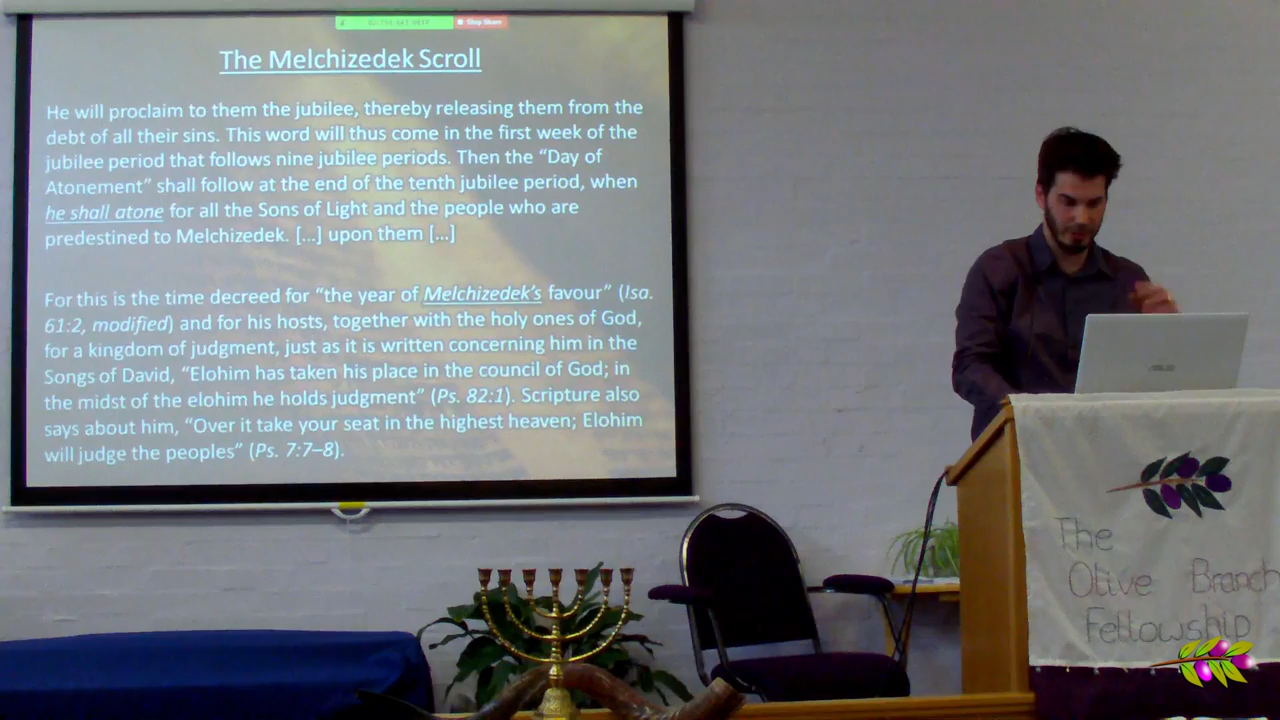 Stop Share
The Melchizedek Scroll
He will proclaim to them the jubilee, thereby releasing them from the
debt of all their sins. This word will thus come in the first week of the
jubilee period that follows nine jubilee periods. Then the “Day of
Atonement” shall follow at the end of the tenth jubilee period, when
he shall atone for all the Sons of Light and the people who are
predestined to Melchizedek. […] upon them […]
For this is the time decreed for “the year of Melchizedek’s favour” (Isa.
61:2, modified) and for his hosts, together with the holy ones of God,
for a kingdom of judgment, just as it is written concerning him in the
Songs of David, “Elohim has taken his place in the council of God; in
the midst of the elohim he holds judgment” (Ps. 82:1). Scripture also
says about him, “Over it take your seat in the highest heaven; Elohim
will judge the peoples” (Ps. 7:7–8).
ASUS
The
Olive Branch
Fellowship